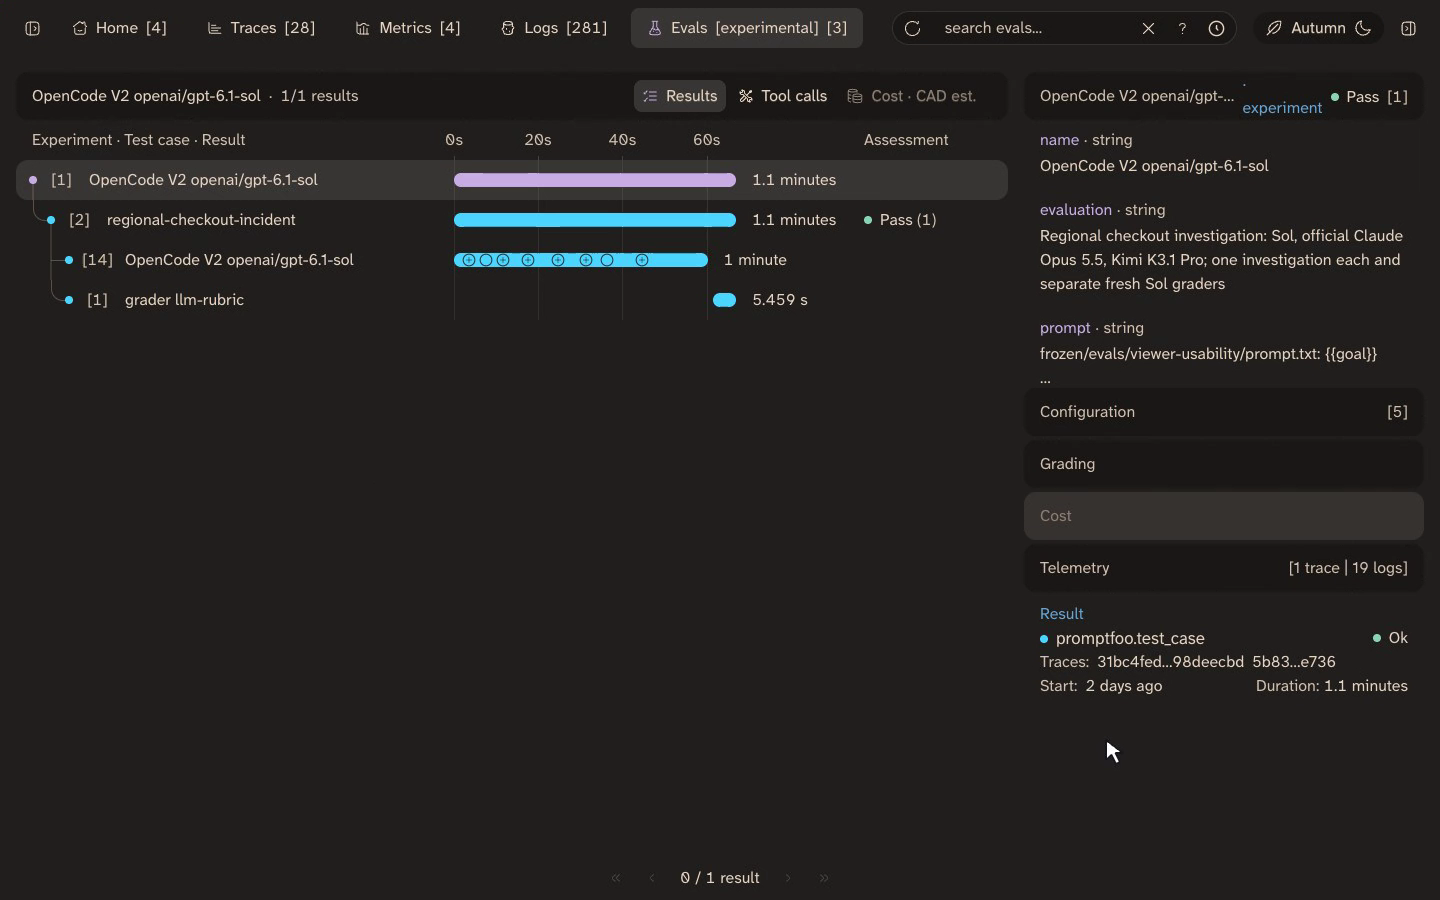 Home [4] Traces [28] Metrics [4] Logs [281] Evals [experimental] [3] search evals... ? Autumn
OpenCode V2 openai/gpt-6.1-sol · 1/1 results Results Tool calls Cost · CAD est.
Experiment · Test case · Result 0s 20s 40s 60s Assessment
[1] OpenCode V2 openai/gpt-6.1-sol 1.1 minutes
[2] regional-checkout-incident 1.1 minutes Pass (1)
[14] OpenCode V2 openai/gpt-6.1-sol 1 minute
[1] grader llm-rubric 5.459 s
OpenCode V2 openai/gpt-... · experiment Pass [1]
name · string
OpenCode V2 openai/gpt-6.1-sol
evaluation · string
Regional checkout investigation: Sol, official Claude
Opus 5.5, Kimi K3.1 Pro; one investigation each and
separate fresh Sol graders
prompt · string
frozen/evals/viewer-usability/prompt.txt: {{goal}}
...
Configuration [5]
Grading
Cost
Telemetry [1 trace | 19 logs]
Result
promptfoo.test_case Ok
Traces: 31bc4fed...98deecbd 5b83...e736
Start: 2 days ago Duration: 1.1 minutes
« ‹ 0 / 1 result › »